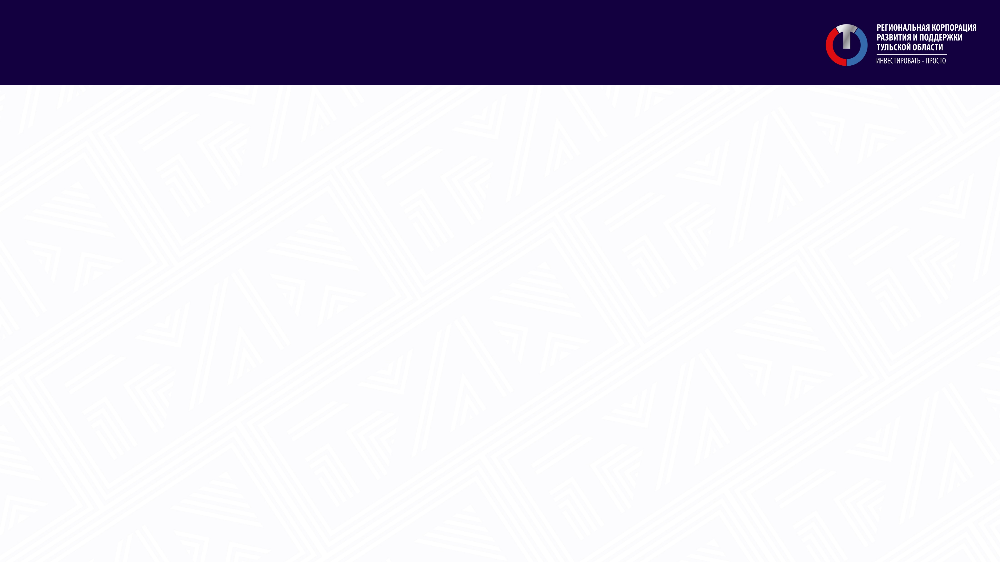 РЕГИОНАЛЬНАЯ КОРПОРАЦИЯ
РАЗВИТИЯ И ПОДДЕРЖКИ
ТУЛЬСКОЙ ОБЛАСТИ
ИНВЕСТИРОВАТЬ - ПРОСТО